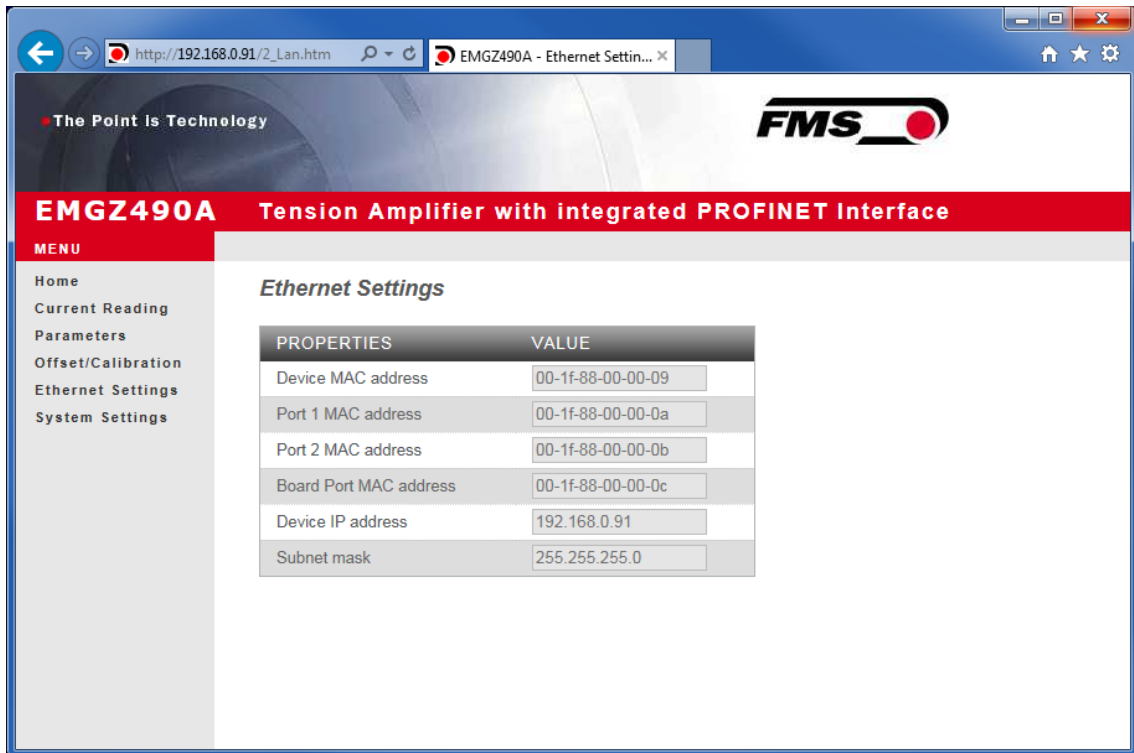 http://192.168.0.91/2_Lan.htm
EMGZ490A - Ethernet Settin...
The Point is Technology
FMS
EMGZ490A Tension Amplifier with integrated PROFINET Interface
MENU
Home
Current Reading
Parameters
Offset/Calibration
Ethernet Settings
System Settings
Ethernet Settings
PROPERTIES VALUE
Device MAC address 00-1f-88-00-00-09
Port 1 MAC address 00-1f-88-00-00-0a
Port 2 MAC address 00-1f-88-00-00-0b
Board Port MAC address 00-1f-88-00-00-0c
Device IP address 192.168.0.91
Subnet mask 255.255.255.0